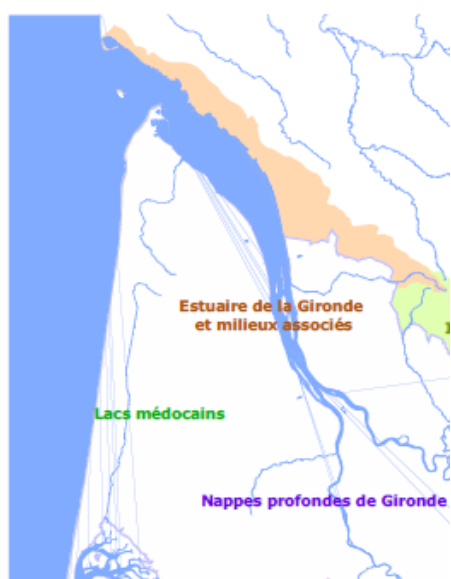 Estuaire de la Gironde
et milieux associés
Lacs médocains
Nappes profondes de Gironde